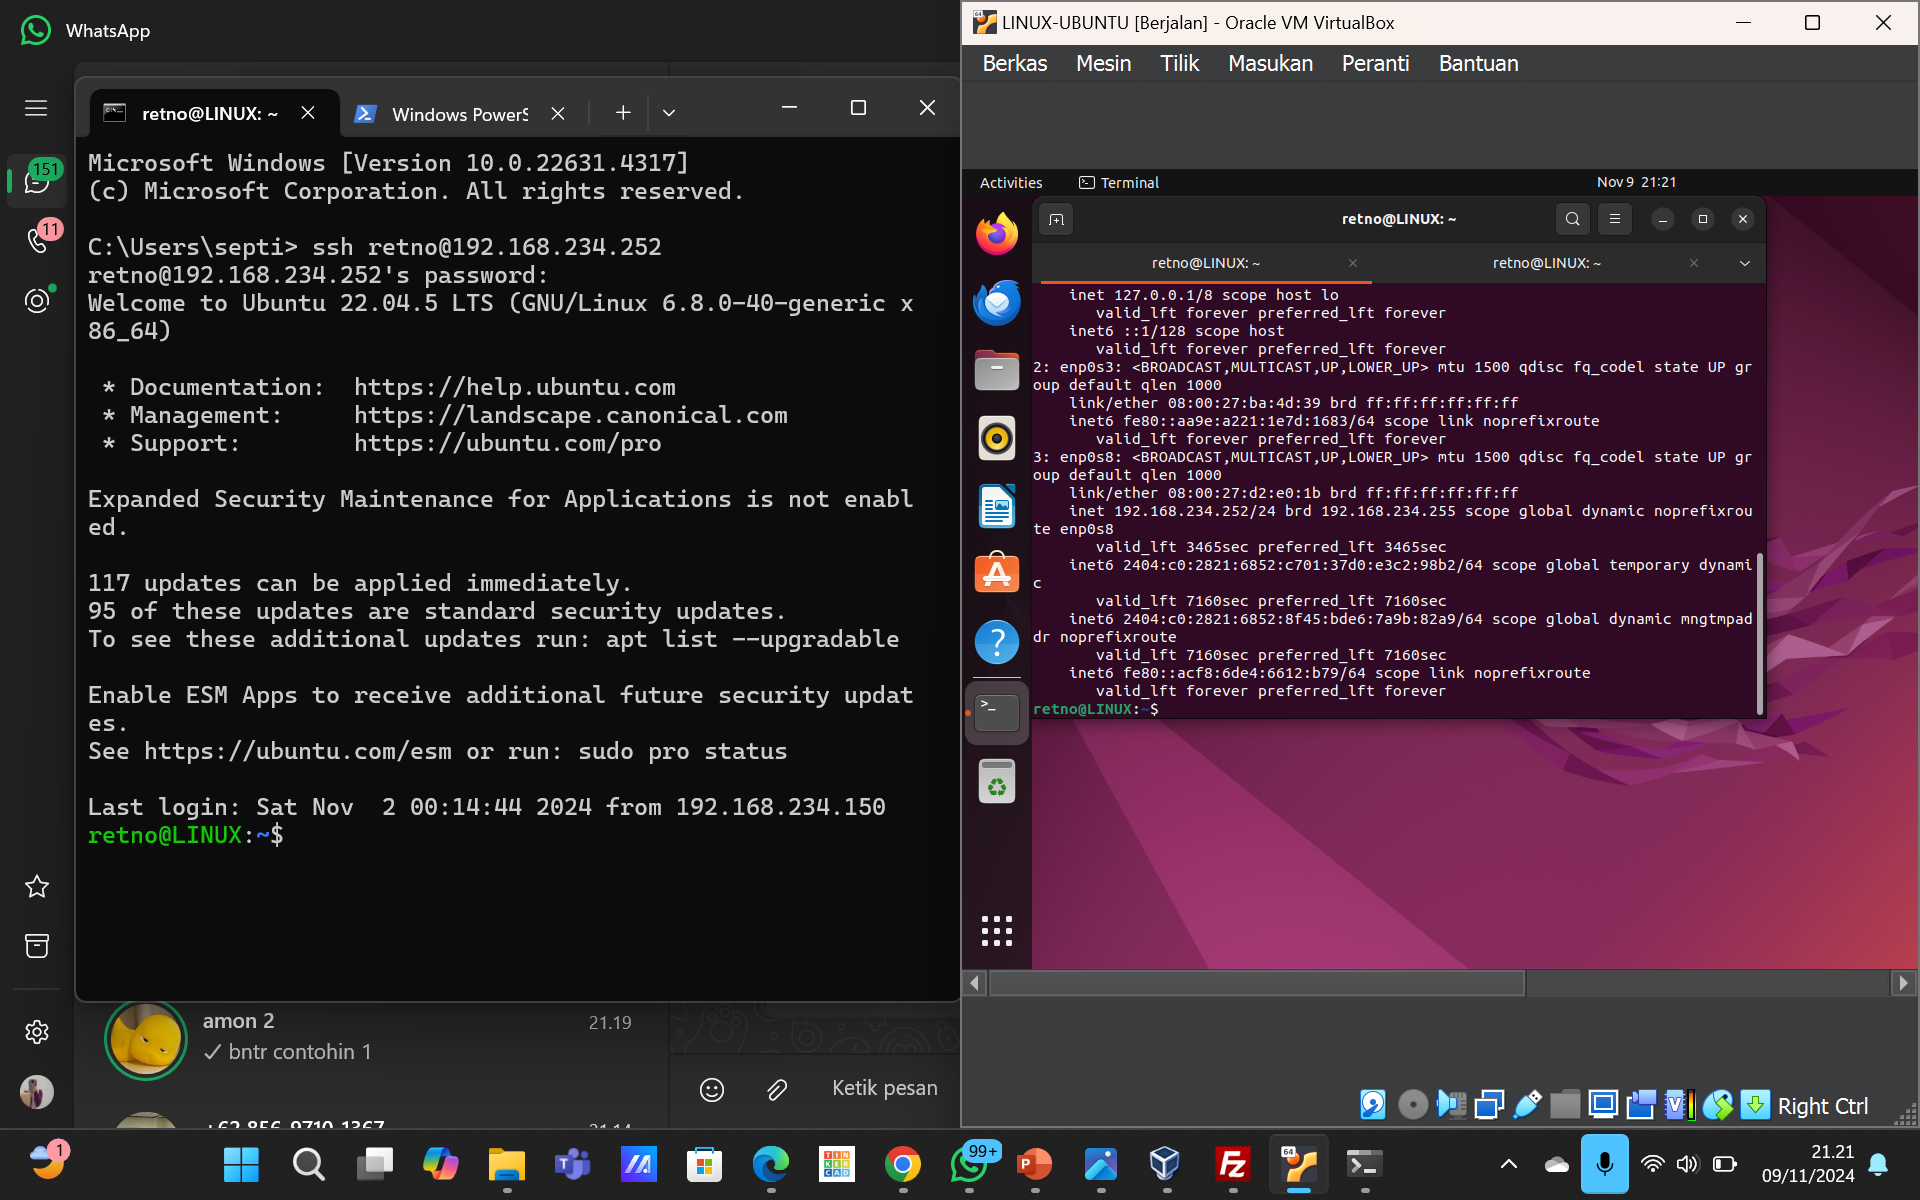 WhatsApp
151
11
retno@LINUX: ~
Windows PowerS
Microsoft Windows [Version 10.0.22631.4317]
(c) Microsoft Corporation. All rights reserved.
C:\Users\septi> ssh retno@192.168.234.252
retno@192.168.234.252's password:
Welcome to Ubuntu 22.04.5 LTS (GNU/Linux 6.8.0-40-generic x
86_64)
* Documentation:  https://help.ubuntu.com
* Management:     https://landscape.canonical.com
* Support:        https://ubuntu.com/pro
Expanded Security Maintenance for Applications is not enabl
ed.
117 updates can be applied immediately.
95 of these updates are standard security updates.
To see these additional updates run: apt list --upgradable
Enable ESM Apps to receive additional future security updat
es.
See https://ubuntu.com/esm or run: sudo pro status
Last login: Sat Nov  2 00:14:44 2024 from 192.168.234.150
retno@LINUX:~$
amon 2
21.19
bntr contohin 1
Ketik pesan
LINUX-UBUNTU [Berjalan] - Oracle VM VirtualBox
Berkas Mesin Tilik Masukan Peranti Bantuan
Activities
Terminal
Nov 9 21:21
retno@LINUX: ~
retno@LINUX: ~
retno@LINUX: ~
inet 127.0.0.1/8 scope host lo
valid_lft forever preferred_lft forever
inet6 ::1/128 scope host
valid_lft forever preferred_lft forever
2: enp0s3: <BROADCAST,MULTICAST,UP,LOWER_UP> mtu 1500 qdisc fq_codel state UP gr
oup default qlen 1000
link/ether 08:00:27:ba:4d:39 brd ff:ff:ff:ff:ff:ff
inet6 fe80::aa9e:a221:1e7d:1683/64 scope link noprefixroute
valid_lft forever preferred_lft forever
3: enp0s8: <BROADCAST,MULTICAST,UP,LOWER_UP> mtu 1500 qdisc fq_codel state UP gr
oup default qlen 1000
link/ether 08:00:27:d2:e0:1b brd ff:ff:ff:ff:ff:ff
inet 192.168.234.252/24 brd 192.168.234.255 scope global dynamic noprefixrou
te enp0s8
valid_lft 3465sec preferred_lft 3465sec
inet6 2404:c0:2821:6852:c701:37d0:e3c2:98b2/64 scope global temporary dynami
c
valid_lft 7160sec preferred_lft 7160sec
inet6 2404:c0:2821:6852:8f45:bde6:7a9b:82a9/64 scope global dynamic mngtmpad
dr noprefixroute
valid_lft 7160sec preferred_lft 7160sec
inet6 fe80::acf8:6de4:6612:b79/64 scope link noprefixroute
valid_lft forever preferred_lft forever
retno@LINUX:~$
Right Ctrl
1
99+
21.21
09/11/2024